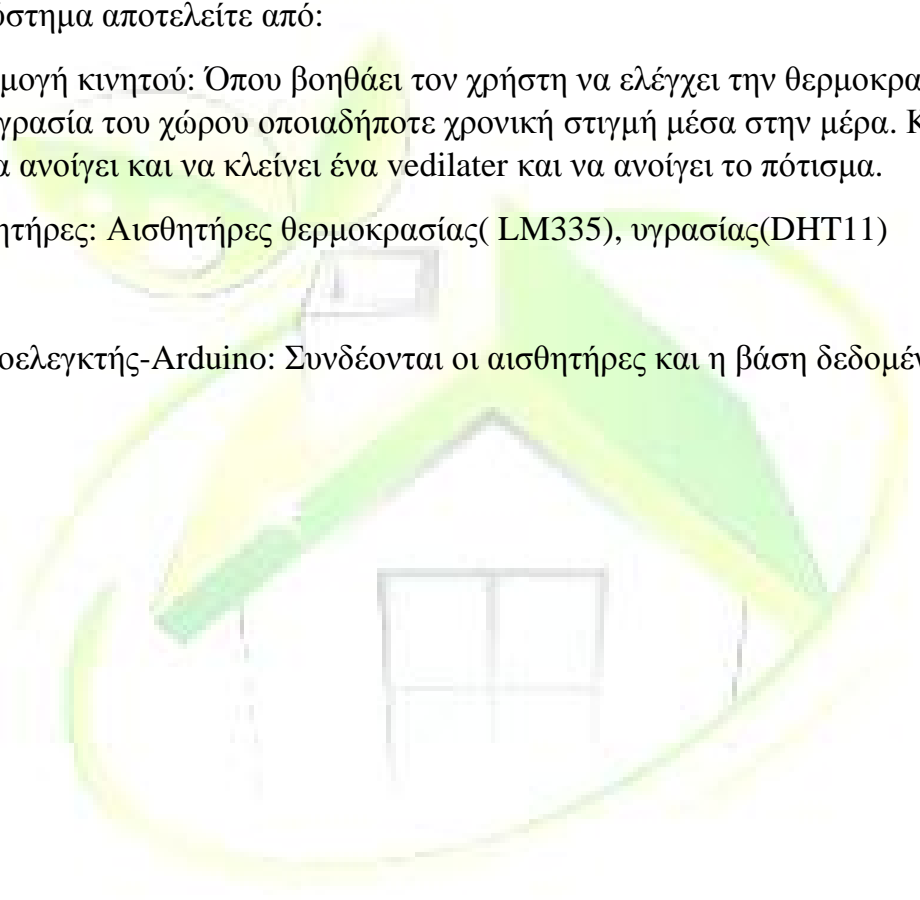 ύστημα αποτελείτε από:
μογή κινητού: Όπου βοηθάει τον χρήστη να ελέγχει την θερμοκρα
γρασία του χώρου οποιαδήποτε χρονική στιγμή μέσα στην μέρα. Κ
α ανοίγει και να κλείνει ένα vedilater και να ανοίγει το πότισμα.
ητήρες: Αισθητήρες θερμοκρασίας( LM335), υγρασίας(DHT11)
οελεγκτής-Arduino: Συνδέονται οι αισθητήρες και η βάση δεδομέν